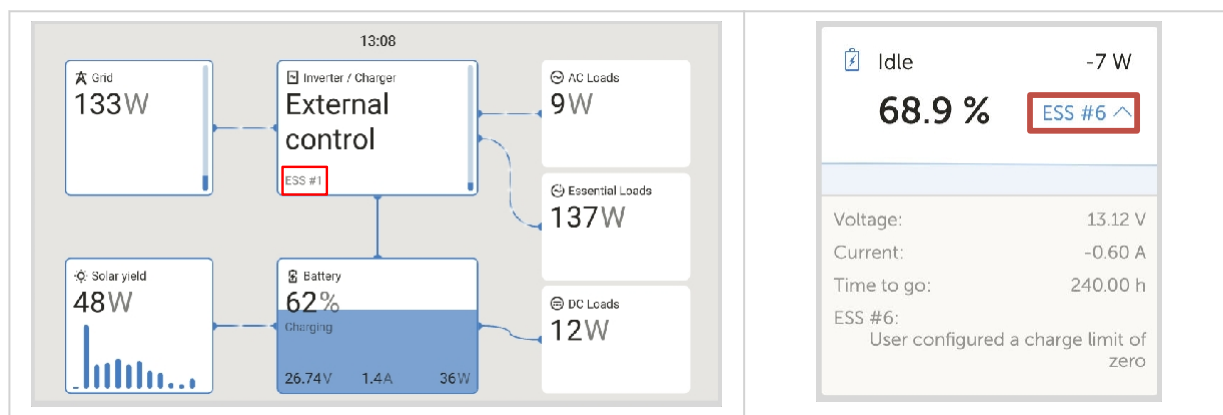 13:08
Grid
133W
Inverter / Charger
External
control
ESS #1
AC Loads
9W
Essential Loads
137W
Solar yield
48W
Battery
62%
Charging
26.74V 1.4A 36W
DC Loads
12W
Idle -7 W
68.9 % ESS #6
Voltage: 13.12 V
Current: -0.60 A
Time to go: 240.00 h
ESS #6:
User configured a charge limit of
zero